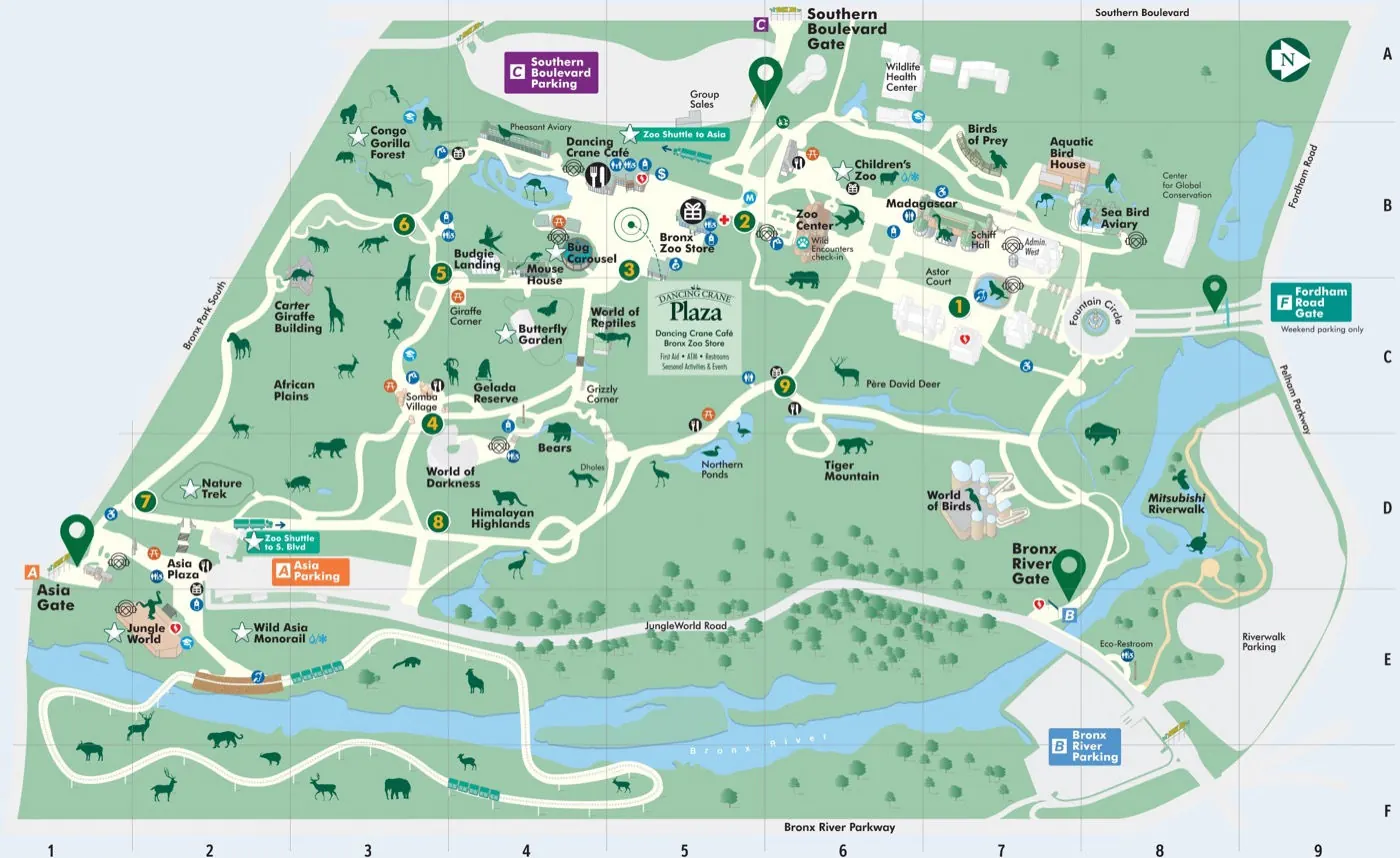 Southern Boulevard
C
Southern
Boulevard
Gate
A
N
C Southern
Boulevard
Parking
Wildlife
Health
Center
Group
Sales
Congo
Gorilla
Forest
Pheasant Aviary
Dancing
Crane Café
Zoo Shuttle to Asia
Birds
of Prey
Aquatic
Bird
House
Children's
Zoo
Center
for Global
Conservation
Fordham Road
Madagascar
B
6
M
2
Zoo
Center
Wild
Encounters
check-in
Schiff
Hall
Admin.
West
Sea Bird
Aviary
Bronx
Zoo Store
Budgie
Landing
Bug
Carousel
Mouse
House
5
3
Astor
Court
1
Fountain Circle
F Fordham
Road
Gate
Weekend parking only
Bronx Park South
Carter
Giraffe
Building
Giraffe
Corner
Butterfly
Garden
World of
Reptiles
DANCING CRANE
Plaza
Dancing Crane Café
Bronx Zoo Store
First Aid • ATM • Restrooms
Seasonal Activities & Events
C
African
Plains
Somba
Village
Gelada
Reserve
Grizzly
Corner
9
Père David Deer
Pelham Parkway
4
World of
Darkness
Bears
Dholes
Northern
Ponds
Tiger
Mountain
Nature
Trek
7
Himalayan
Highlands
8
World
of Birds
Mitsubishi
Riverwalk
D
Zoo Shuttle
to S. Blvd
A
Asia
Gate
Asia
Plaza
A Asia
Parking
Bronx
River
Gate
B
Jungle
World
Wild Asia
Monorail
JungleWorld Road
Eco-Restroom
Riverwalk
Parking
E
Bronx River
B Bronx
River
Parking
F
Bronx River Parkway
1 2 3 4 5 6 7 8 9